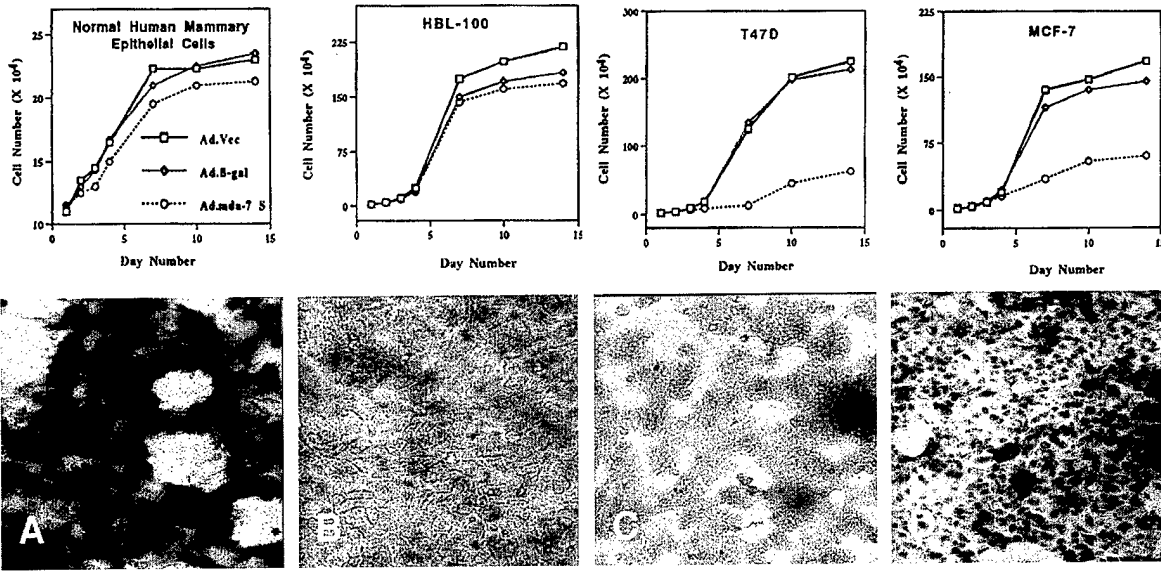 Normal Human Mammary
Epithelial Cells
Cell Number (X 10⁴)
25
20
15
10
0
5
10
15
Day Number
Ad.Vec
Ad.β-gal
Ad.mda-7 S
HBL-100
Cell Number (X 10⁴)
225
150
75
0
0
5
10
15
Day Number
T47D
Cell Number (X 10⁴)
300
200
100
0
0
5
10
15
Day Number
MCF-7
Cell Number (X 10⁴)
225
150
75
0
0
5
10
15
Day Number
A
B
C